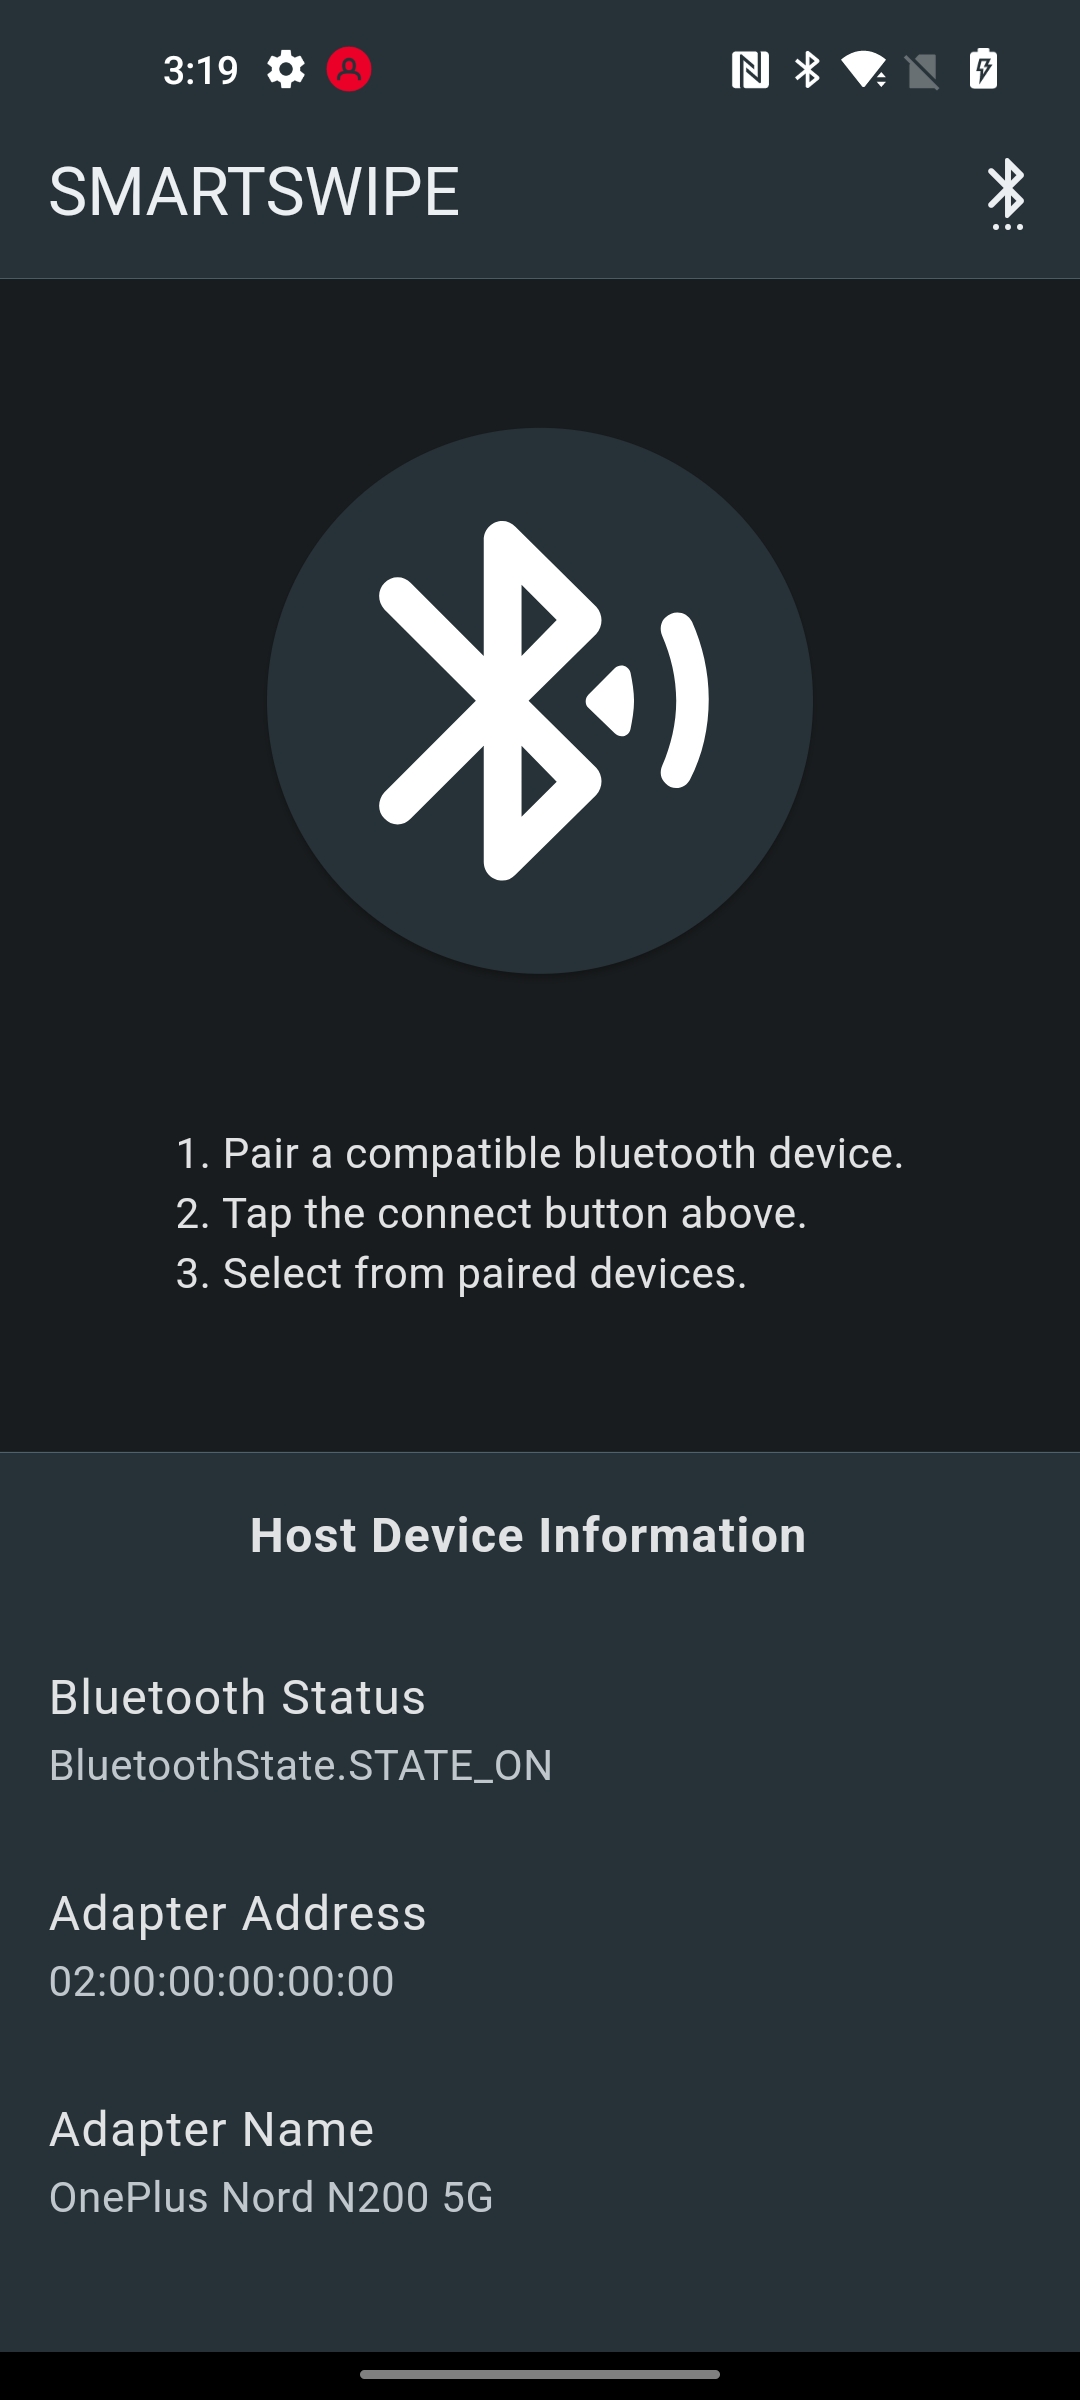 3:19
SMARTSWIPE
1. Pair a compatible bluetooth device.
2. Tap the connect button above.
3. Select from paired devices.
Host Device Information
Bluetooth Status
BluetoothState.STATE_ON
Adapter Address
02:00:00:00:00:00
Adapter Name
OnePlus Nord N200 5G